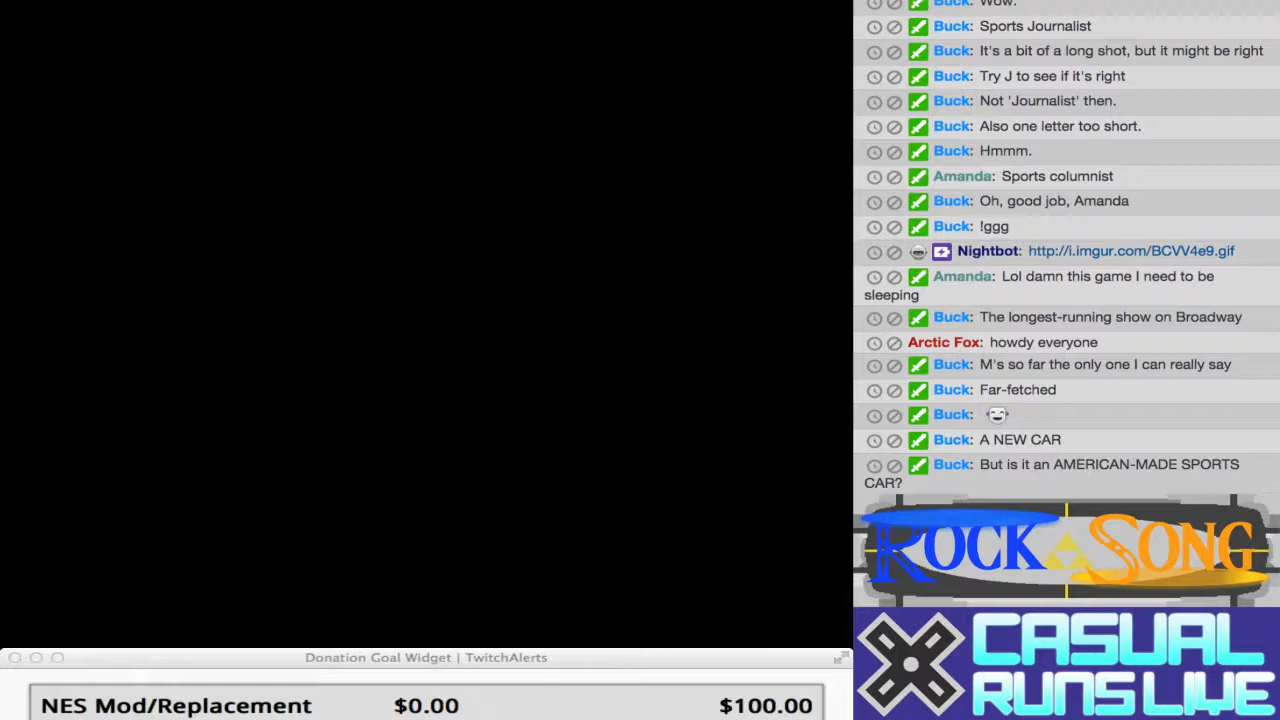 Buck: Wow.
Buck: Sports Journalist
Buck: It's a bit of a long shot, but it might be right
Buck: Try J to see if it's right
Buck: Not 'Journalist' then.
Buck: Also one letter too short.
Buck: Hmmm.
Amanda: Sports columnist
Buck: Oh, good job, Amanda
Buck: !ggg
Nightbot: http://i.imgur.com/BCVV4e9.gif
Amanda: Lol damn this game I need to be
sleeping
Buck: The longest-running show on Broadway
Arctic Fox: howdy everyone
Buck: M's so far the only one I can really say
Buck: Far-fetched
Buck:
Buck: A NEW CAR
Buck: But is it an AMERICAN-MADE SPORTS
CAR?
ROCK SONG
CASUAL
RUNS LIVE
Donation Goal Widget | TwitchAlerts
NES Mod/Replacement $0.00 $100.00